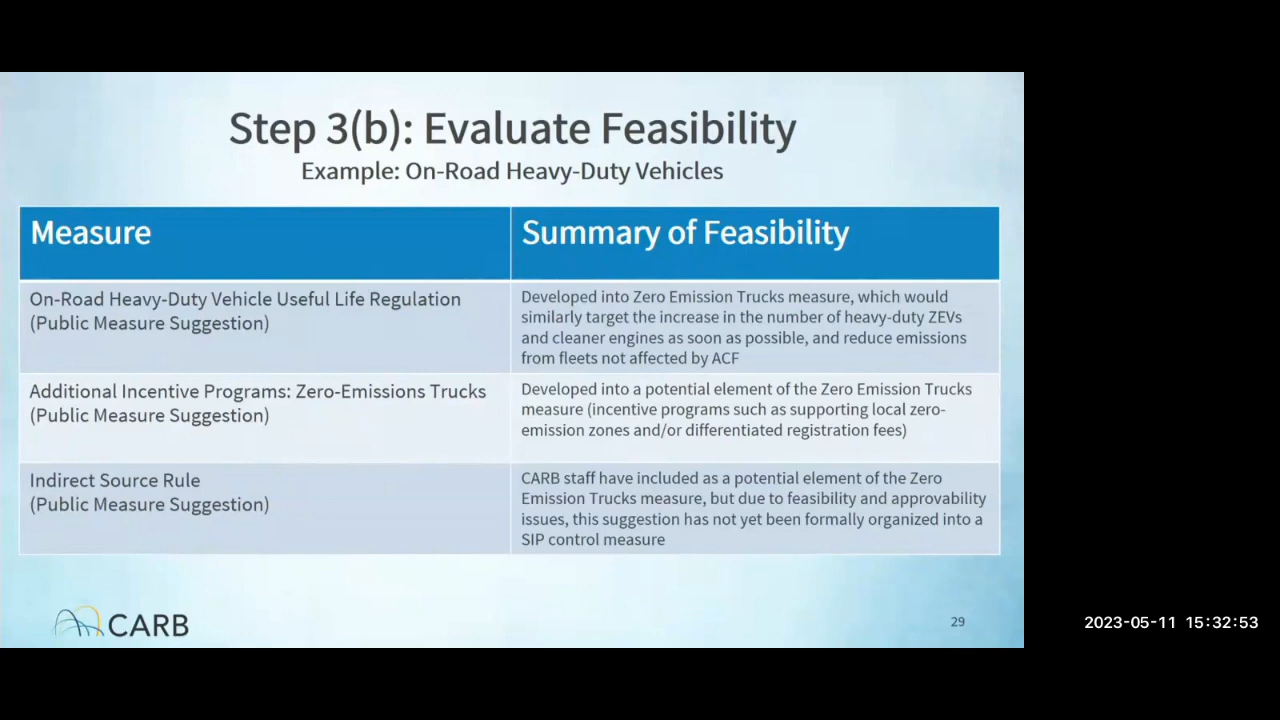 Step 3(b): Evaluate Feasibility
Example: On-Road Heavy-Duty Vehicles
Measure
Summary of Feasibility
On-Road Heavy-Duty Vehicle Useful Life Regulation
(Public Measure Suggestion)
Developed into Zero Emission Trucks measure, which would
similarly target the increase in the number of heavy-duty ZEVs
and cleaner engines as soon as possible, and reduce emissions
from fleets not affected by ACF
Additional Incentive Programs: Zero-Emissions Trucks
(Public Measure Suggestion)
Developed into a potential element of the Zero Emission Trucks
measure (incentive programs such as supporting local zero-
emission zones and/or differentiated registration fees)
Indirect Source Rule
(Public Measure Suggestion)
CARB staff have included as a potential element of the Zero
Emission Trucks measure, but due to feasibility and approvability
issues, this suggestion has not yet been formally organized into a
SIP control measure
CARB
29
2023-05-11 15:32:53